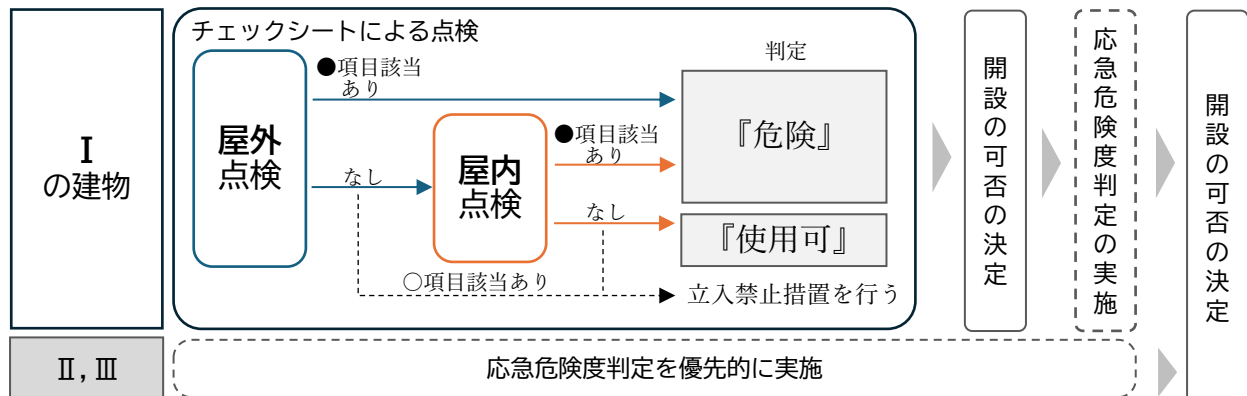 Ⅰ
の建物
チェックシートによる点検
屋外
点検
●項目該当
あり
なし
屋内
点検
●項目該当
あり
なし
○項目該当あり
判定
『危険』
『使用可』
立入禁止措置を行う
開設の可否の決定
応急危険度判定の実施
開設の可否の決定
Ⅱ,Ⅲ
応急危険度判定を優先的に実施